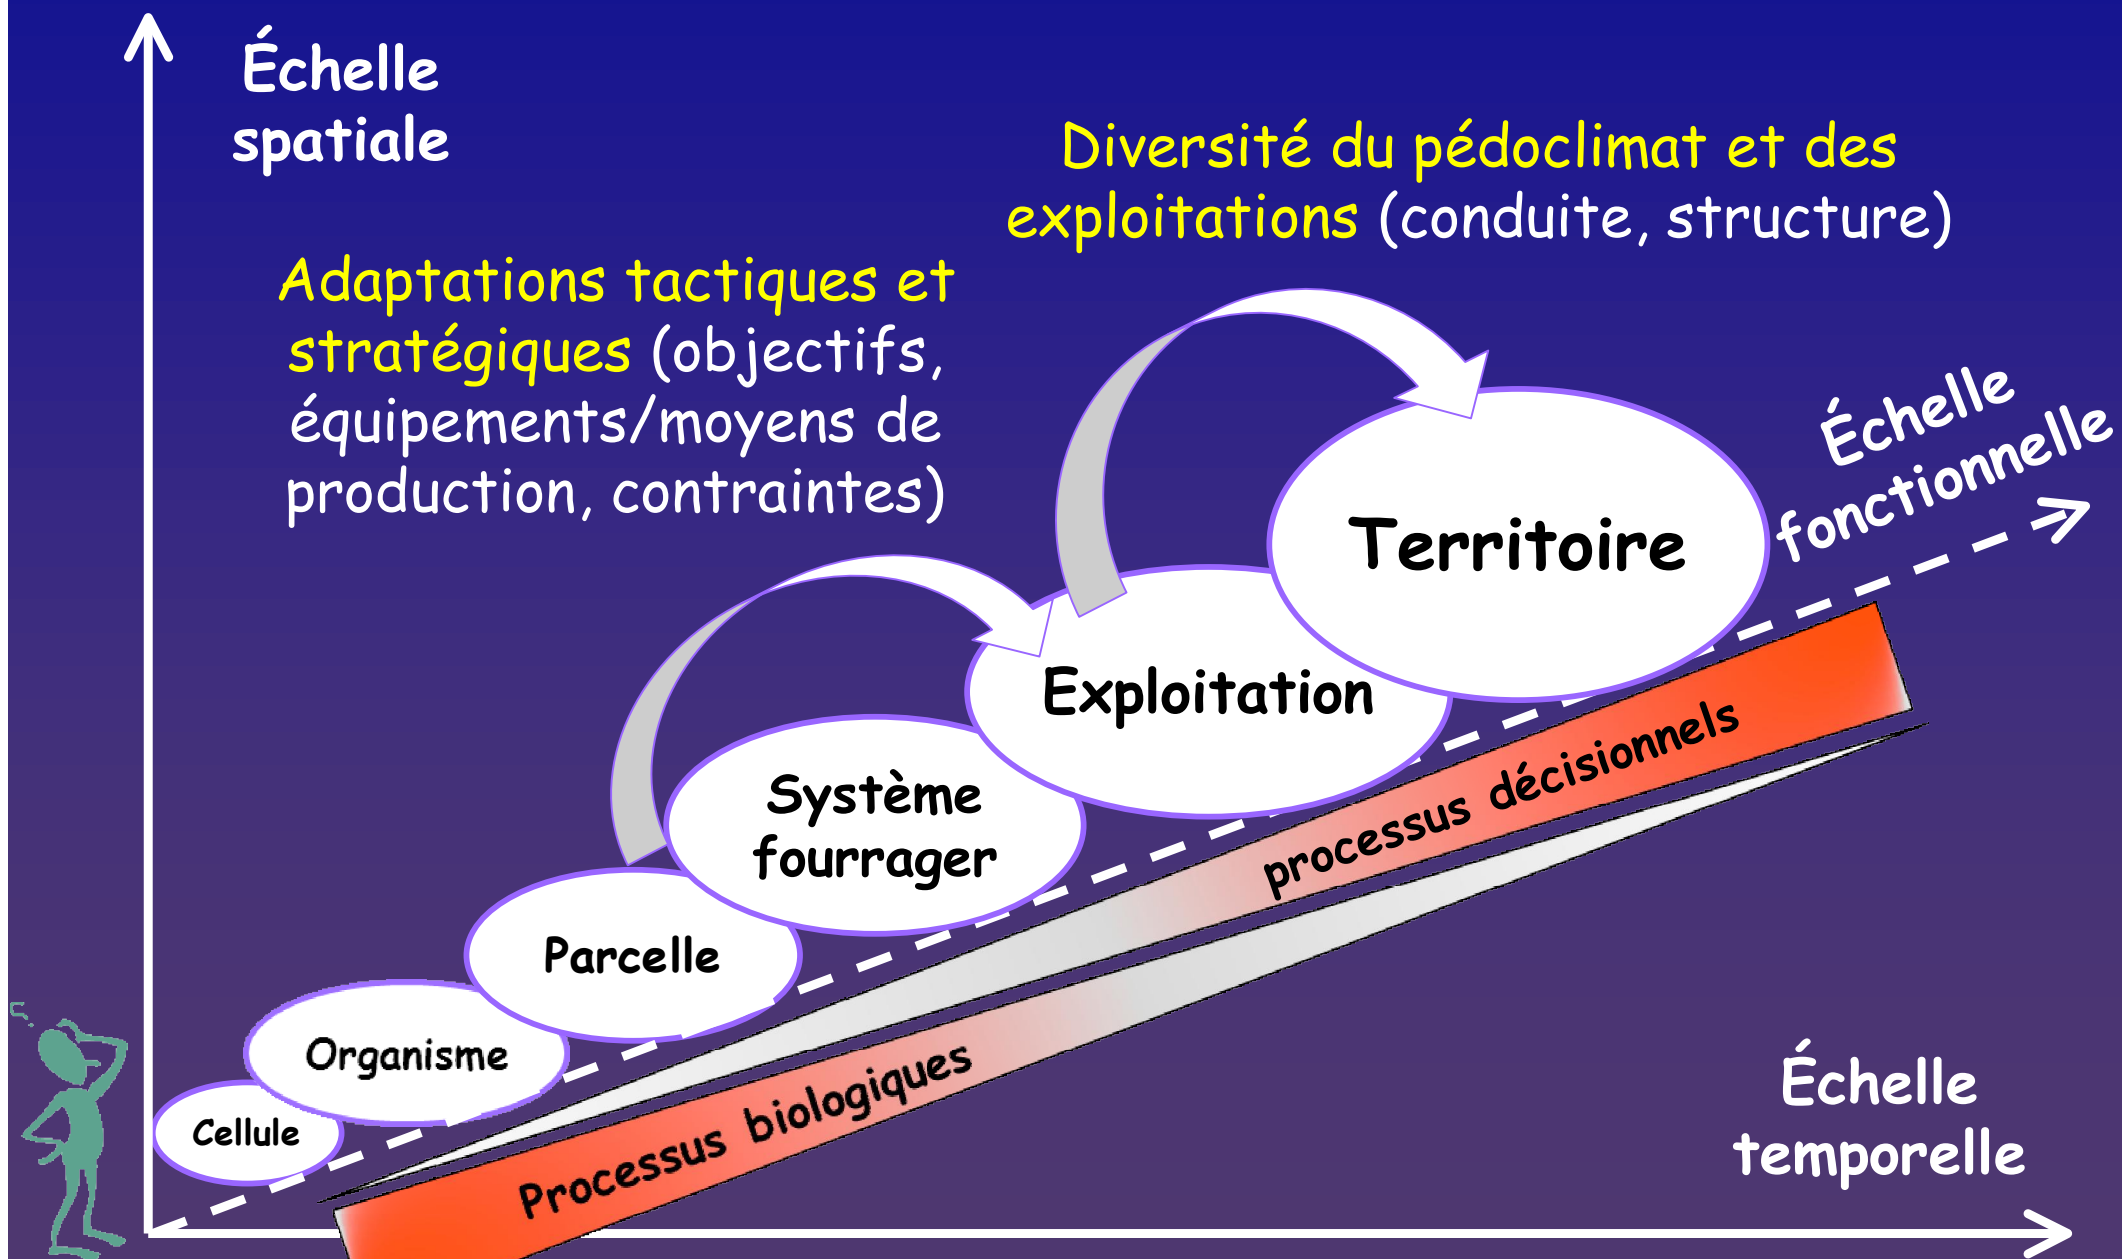 Échelle
spatiale
Diversité du pédoclimat et des
exploitations (conduite, structure)
Adaptations tactiques et
stratégiques (objectifs,
équipements/moyens de
production, contraintes)
Échelle
fonctionnelle
Territoire
Exploitation
Système
fourrager
Parcelle
Organisme
Cellule
processus décisionnels
Processus biologiques
Échelle
temporelle